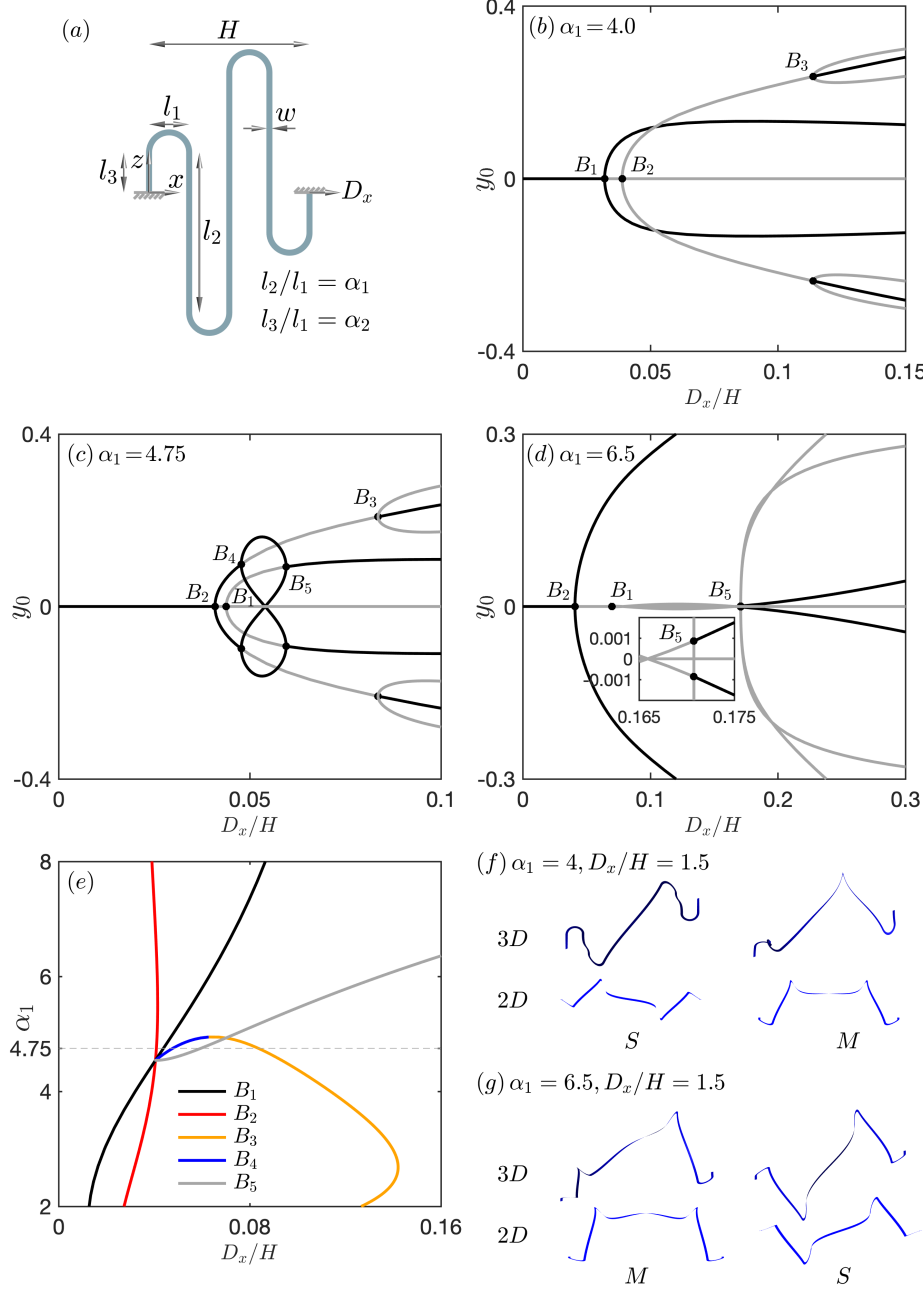 (a)
H
l₁
w
z
l₃
x
Dₓ
l₂
l₂/l₁ = α₁
l₃/l₁ = α₂
(b) α₁=4.0
0.4
B₃
y₀
0
B₁
B₂
-0.4
0
0.05
0.1
0.15
Dₓ/H
(c) α₁=4.75
0.4
B₃
B₄
B₂
B₁
B₅
y₀
0
-0.4
0
0.05
0.1
Dₓ/H
(d) α₁=6.5
0.3
y₀
0
B₂
B₁
B₅
B₅
0.001
0
-0.001
0.165
0.175
-0.3
0
0.1
0.2
0.3
Dₓ/H
(e)
8
6
α₁
4.75
4
2
B₁
B₂
B₃
B₄
B₅
0
0.08
0.16
Dₓ/H
(f) α₁ = 4, Dₓ/H = 1.5
3D
2D
S
M
(g) α₁ = 6.5, Dₓ/H = 1.5
3D
2D
M
S